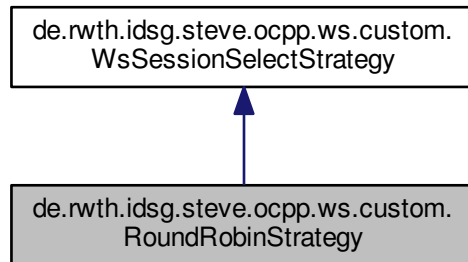 de.rwth.idsg.steve.ocpp.ws.custom.
WsSessionSelectStrategy
de.rwth.idsg.steve.ocpp.ws.custom.
RoundRobinStrategy